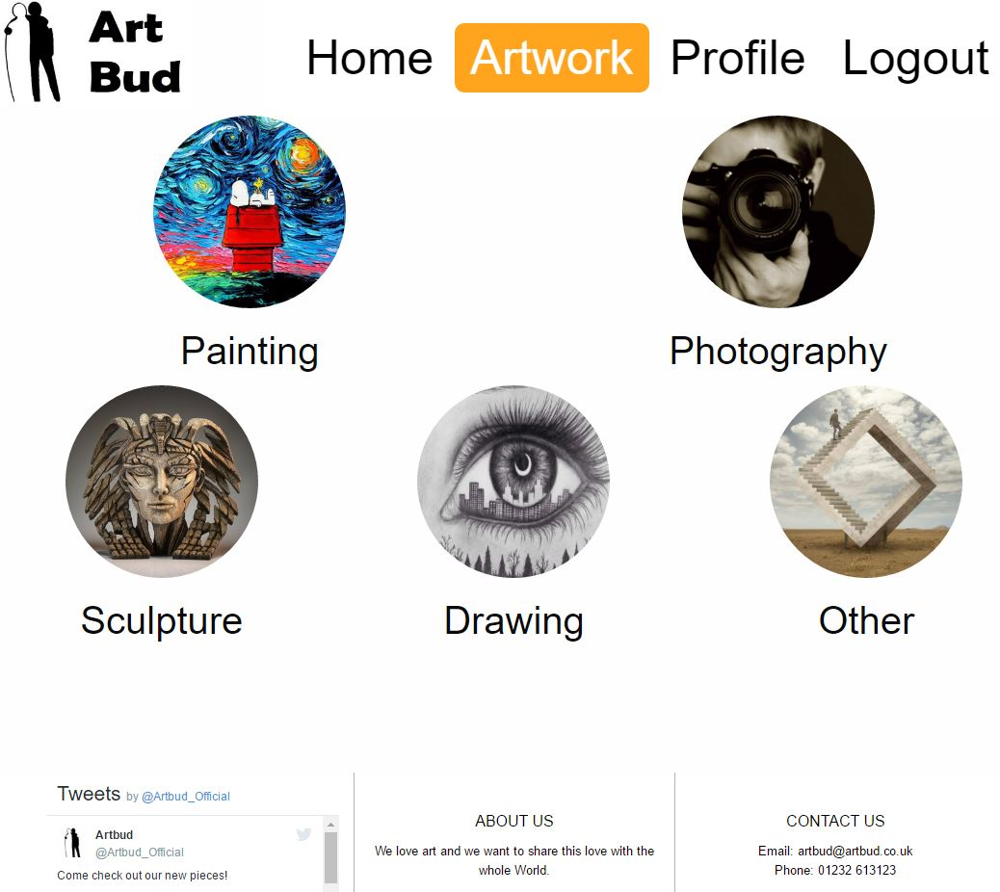 Art
Bud
Home Artwork Profile Logout
Painting
Photography
Sculpture
Drawing
Other
Tweets by @Artbud_Official
Artbud
@Artbud_Official
Come check out our new pieces!
ABOUT US
We love art and we want to share this love with the
whole World.
CONTACT US
Email: artbud@artbud.co.uk
Phone: 01232 613123